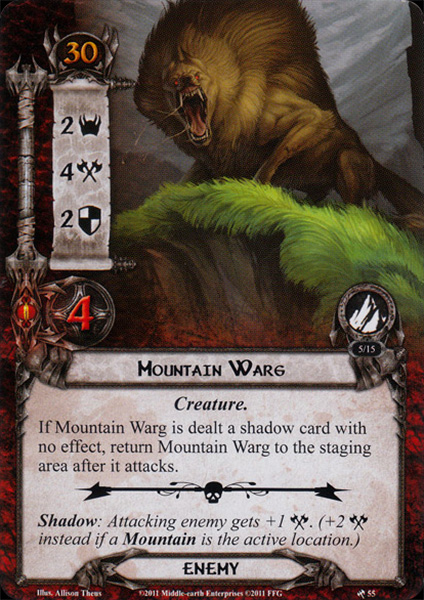 30
2
4
2
4
5/15
Mountain Warg
Creature.
If Mountain Warg is dealt a shadow card with
no effect, return Mountain Warg to the staging
area after it attacks.
Shadow: Attacking enemy gets +1 . (+2
instead if a Mountain is the active location.)
ENEMY
Illus. Allison Theus ©2011 Middle-earth Enterprises ©2011 FFG 55